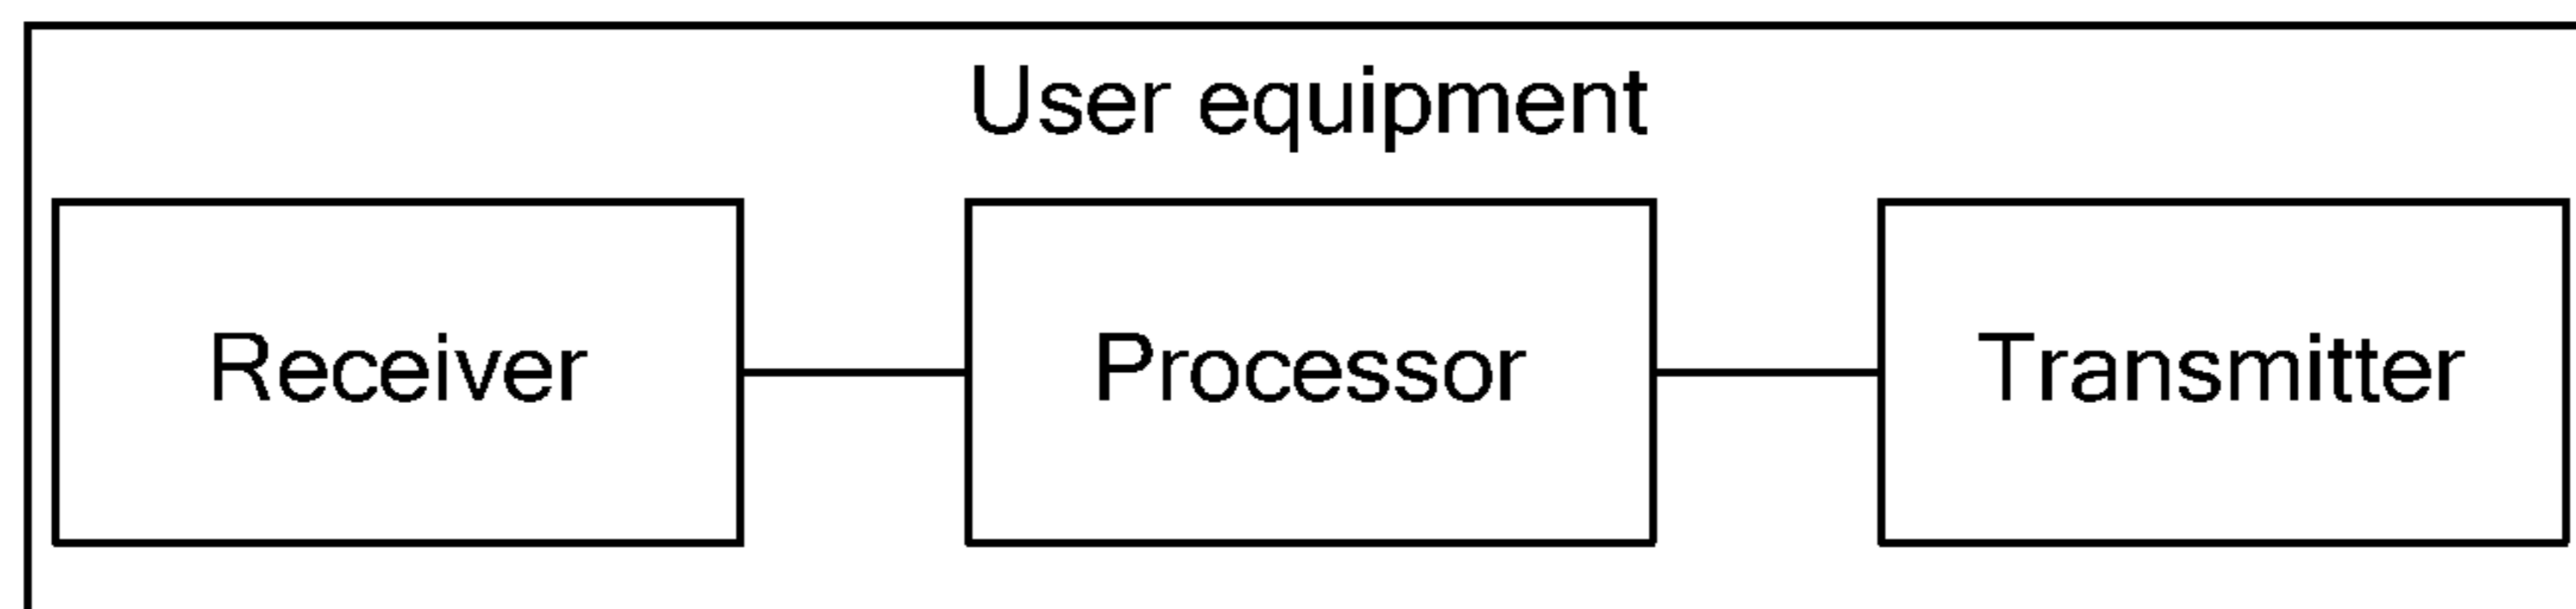 User equipment
Receiver
Processor
Transmitter